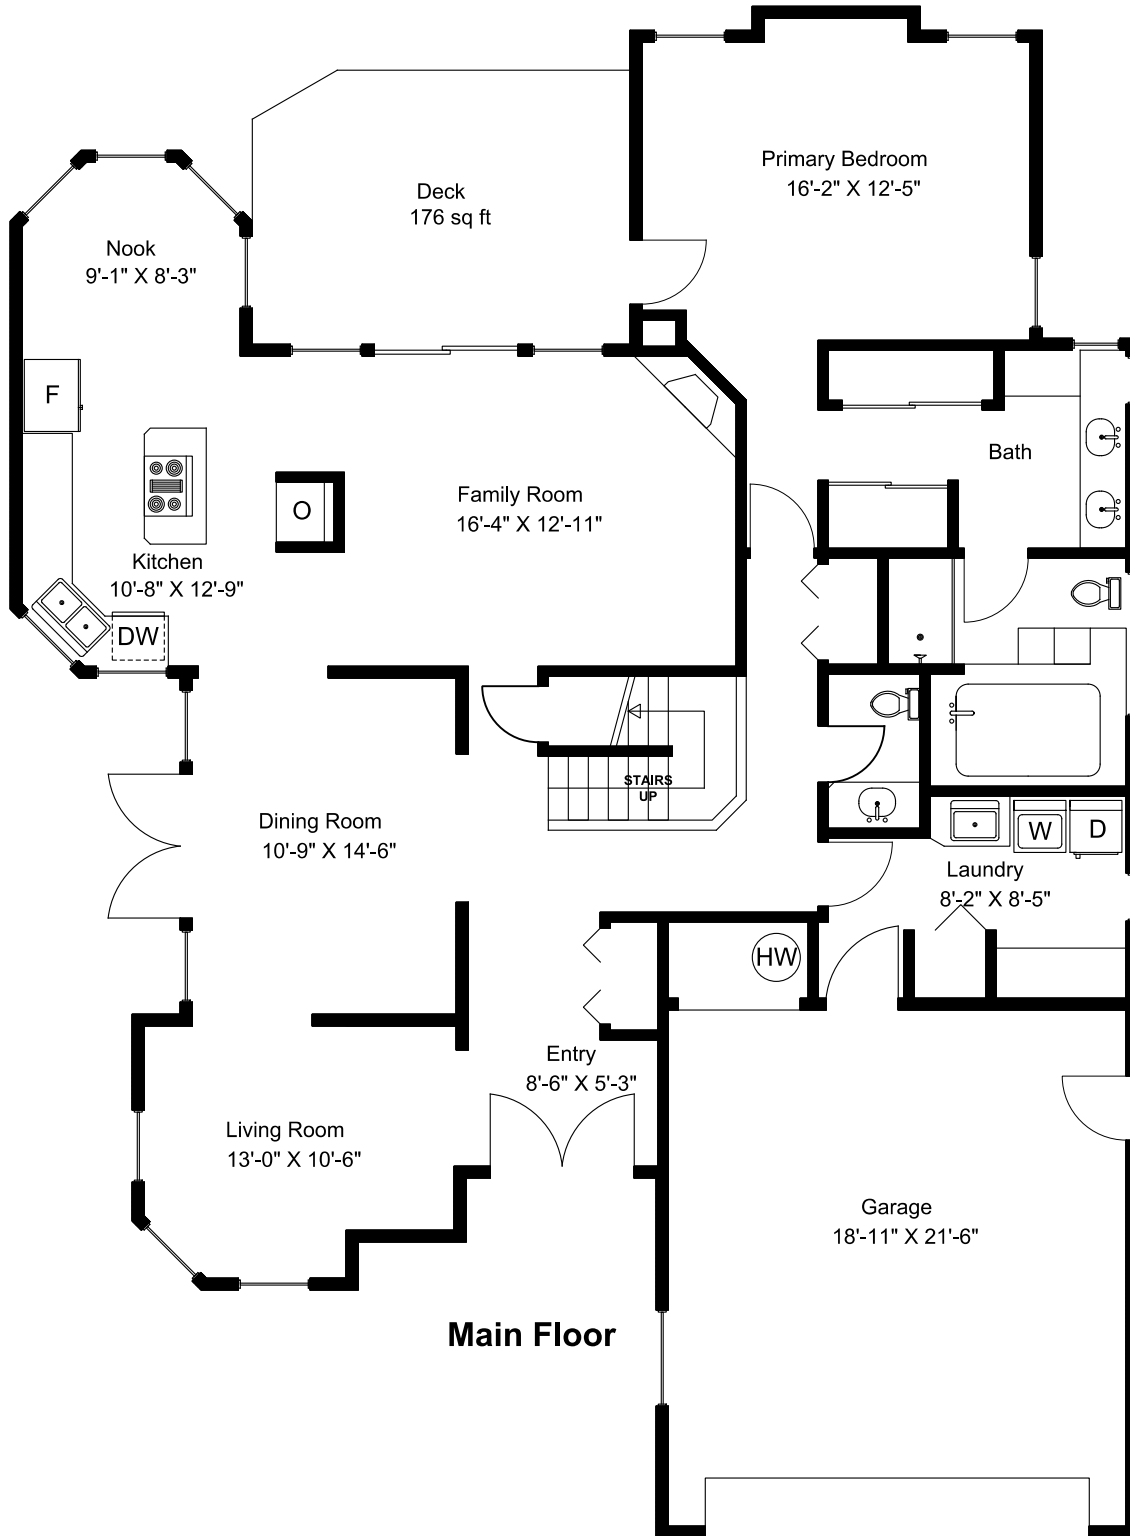 Primary Bedroom
16'-2" X 12'-5"
Deck
176 sq ft
Nook
9'-1" X 8'-3"
F
Bath
Family Room
16'-4" X 12'-11"
O
Kitchen
10'-8" X 12'-9"
DW
STAIRS
UP
Dining Room
10'-9" X 14'-6"
W
D
Laundry
8'-2" X 8'-5"
HW
Entry
8'-6" X 5'-3"
Living Room
13'-0" X 10'-6"
Garage
18'-11" X 21'-6"
Main Floor